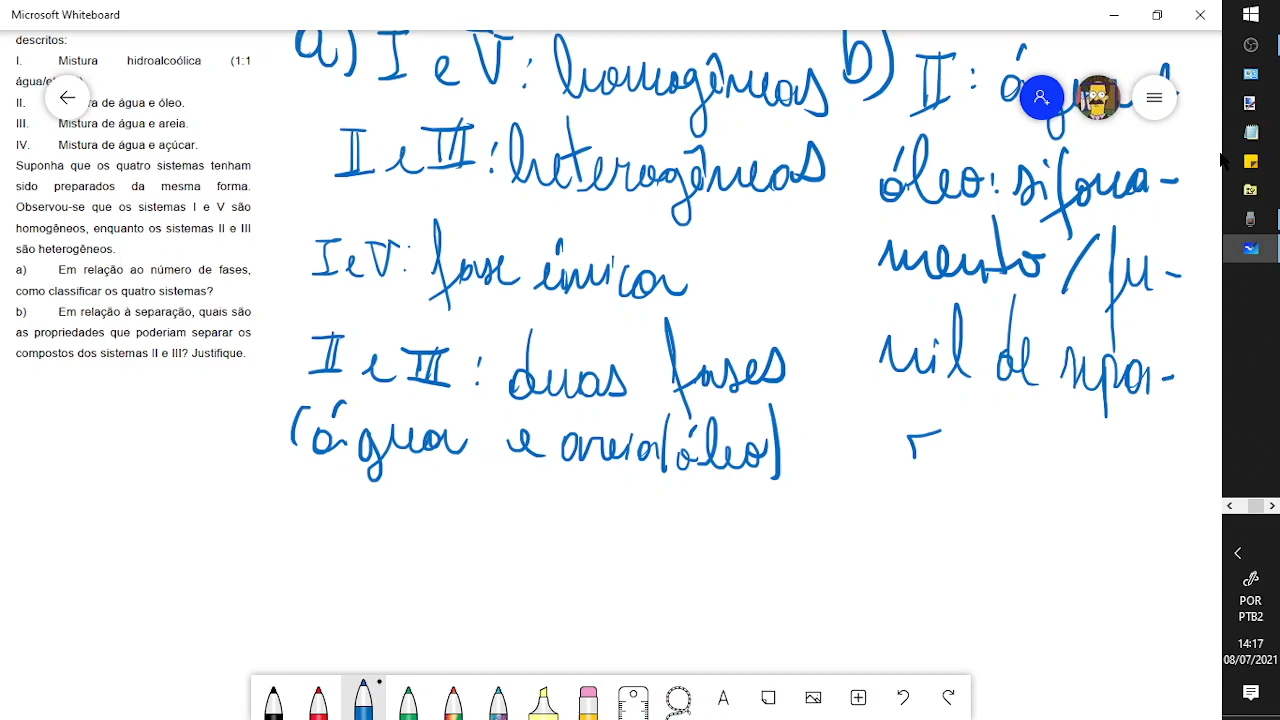 Microsoft Whiteboard
descritos:
I. Mistura hidroalcoólica (1:1
água/e
II. ra de água e óleo.
III. Mistura de água e areia.
IV. Mistura de água e açúcar.
Suponha que os quatro sistemas tenham
sido preparados da mesma forma.
Observou-se que os sistemas I e V são
homogêneos, enquanto os sistemas II e III
são heterogêneos.
a) Em relação ao número de fases,
como classificar os quatro sistemas?
b) Em relação à separação, quais são
as propriedades que poderiam separar os
compostos dos sistemas II e III? Justifique.
a) I e V: homogêneas
II e III: heterogêneas
I e V: fase única
II e III: duas fases
(água e areia/óleo)
b) II: água
óleo: sifona-
mento/fu-
nil de sepa-
r
A
POR
PTB2
14:17
08/07/2021